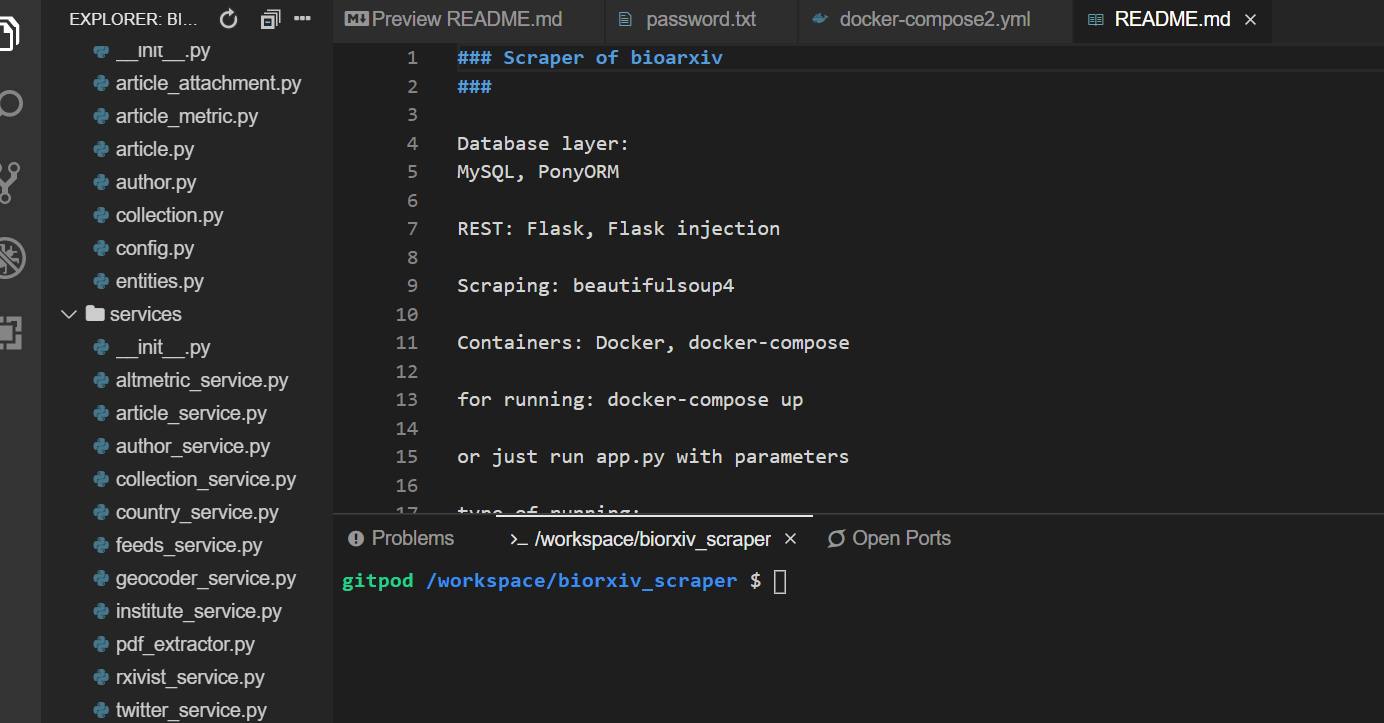 EXPLORER: BI...
__init__.py
article_attachment.py
article_metric.py
article.py
author.py
collection.py
config.py
entities.py
services
__init__.py
altmetric_service.py
article_service.py
author_service.py
collection_service.py
country_service.py
feeds_service.py
geocoder_service.py
institute_service.py
pdf_extractor.py
rxivist_service.py
twitter_service.py
Preview README.md
password.txt
docker-compose2.yml
README.md
1 ### Scraper of bioarxiv
2 ###
3
4 Database layer:
5 MySQL, PonyORM
6
7 REST: Flask, Flask injection
8
9 Scraping: beautifulsoup4
10
11 Containers: Docker, docker-compose
12
13 for running: docker-compose up
14
15 or just run app.py with parameters
16
17 type of running:
Problems
>_ /workspace/biorxiv_scraper
Open Ports
gitpod /workspace/biorxiv_scraper $